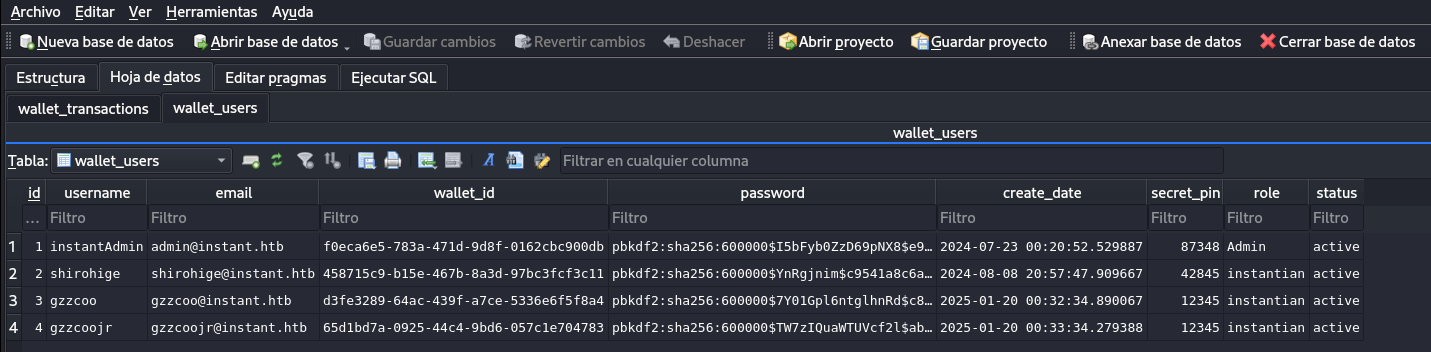 Archivo Editar Ver Herramientas Ayuda
Nueva base de datos Abrir base de datos Guardar cambios Revertir cambios Deshacer Abrir proyecto Guardar proyecto Anexar base de datos Cerrar base de datos
Estructura Hoja de datos Editar pragmas Ejecutar SQL
wallet_transactions wallet_users
wallet_users
Tabla: wallet_users Filtrar en cualquier columna
id username email wallet_id password create_date secret_pin role status
... Filtro Filtro Filtro Filtro Filtro Filtro Filtro Filtro
1 1 instantAdmin admin@instant.htb f0eca6e5-783a-471d-9d8f-0162cbc900db pbkdf2:sha256:600000$I5bFyb0ZzD69pNX8$e9… 2024-07-23 00:20:52.529887 87348 Admin active
2 2 shirohige shirohige@instant.htb 458715c9-b15e-467b-8a3d-97bc3fcf3c11 pbkdf2:sha256:600000$YnRgjnim$c9541a8c6a… 2024-08-08 20:57:47.909667 42845 instantian active
3 3 gzzcoo gzzcoo@instant.htb d3fe3289-64ac-439f-a7ce-5336e6f5f8a4 pbkdf2:sha256:600000$7Y01Gpl6ntglhnRd$c8… 2025-01-20 00:32:34.890067 12345 instantian active
4 4 gzzcoojr gzzcoojr@instant.htb 65d1bd7a-0925-44c4-9bd6-057c1e704783 pbkdf2:sha256:600000$TW7zIQuaWTUVcf2l$ab… 2025-01-20 00:33:34.279388 12345 instantian active